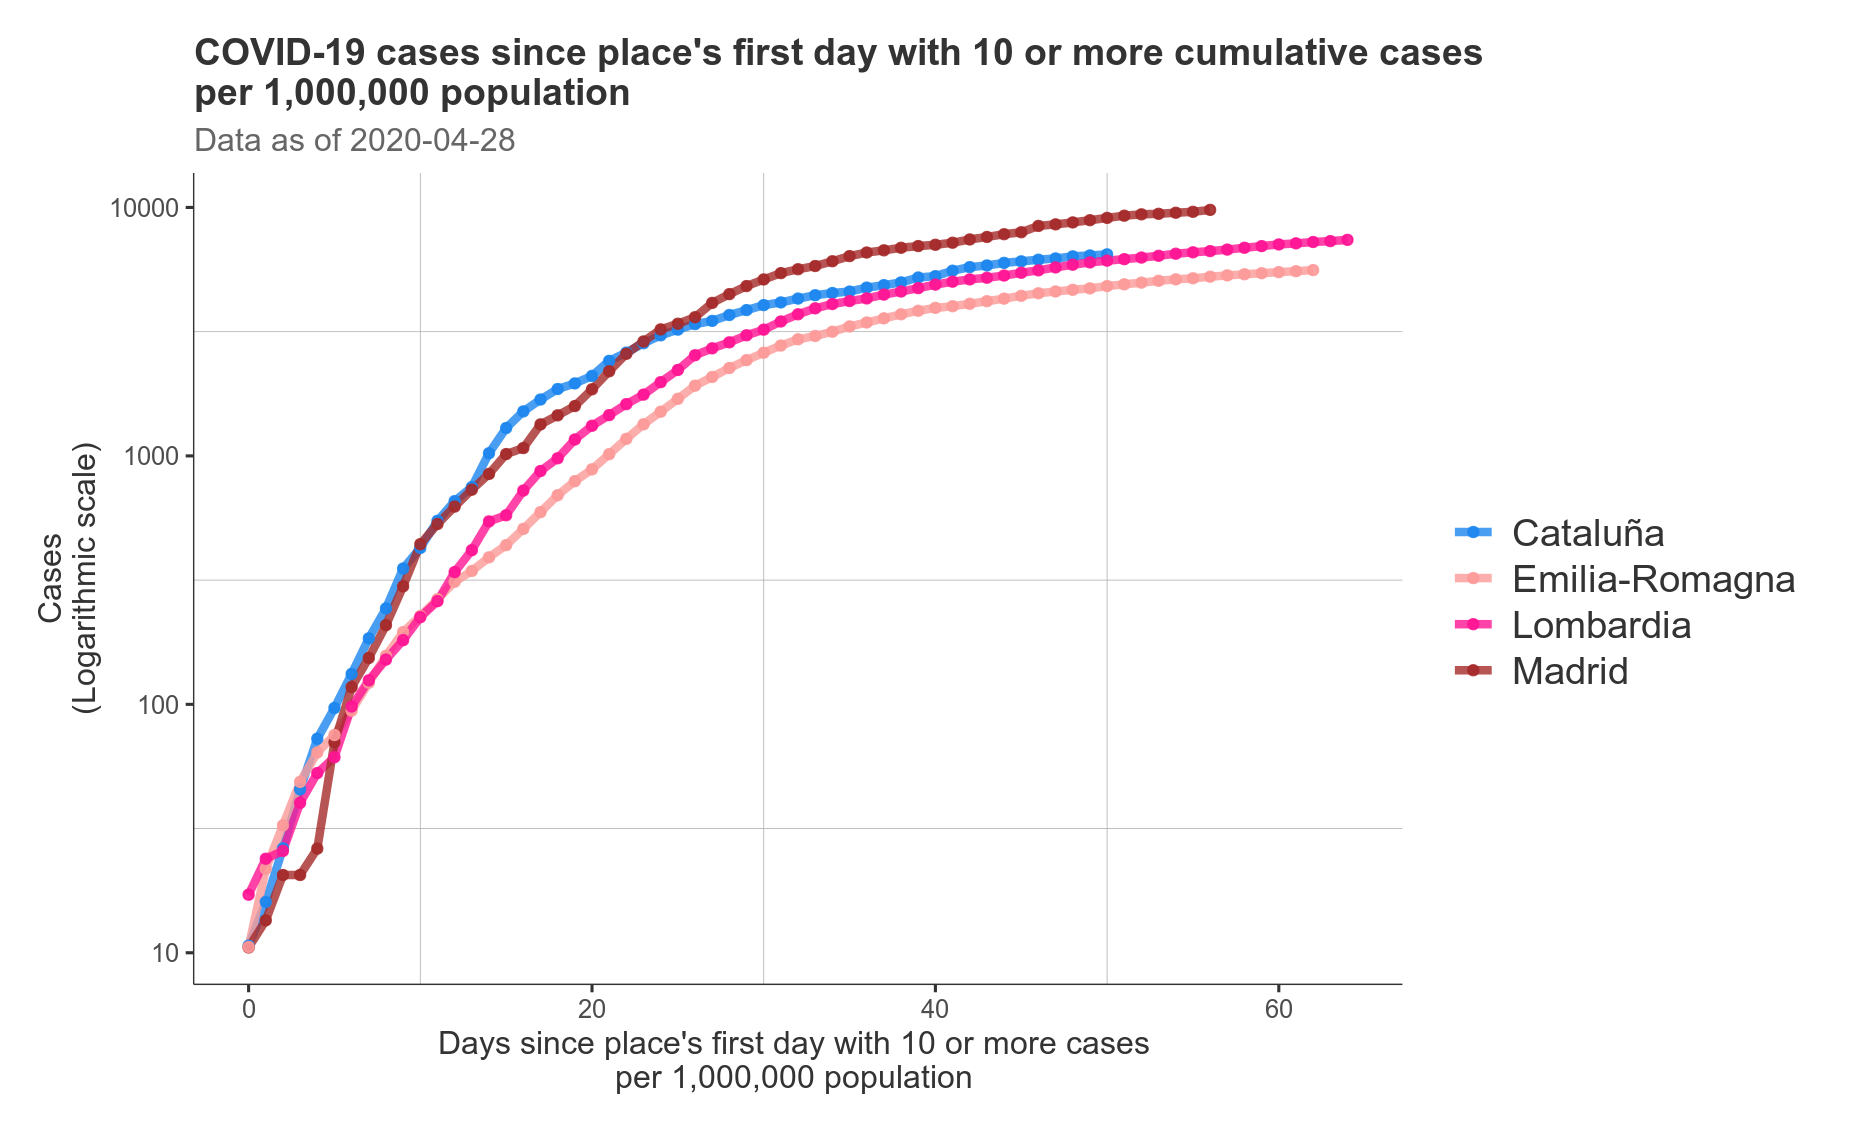 COVID-19 cases since place's first day with 10 or more cumulative cases
per 1,000,000 population
Data as of 2020-04-28
Cases
(Logarithmic scale)
10000
1000
100
10
0
20
40
60
Days since place's first day with 10 or more cases
per 1,000,000 population
Cataluña
Emilia-Romagna
Lombardia
Madrid